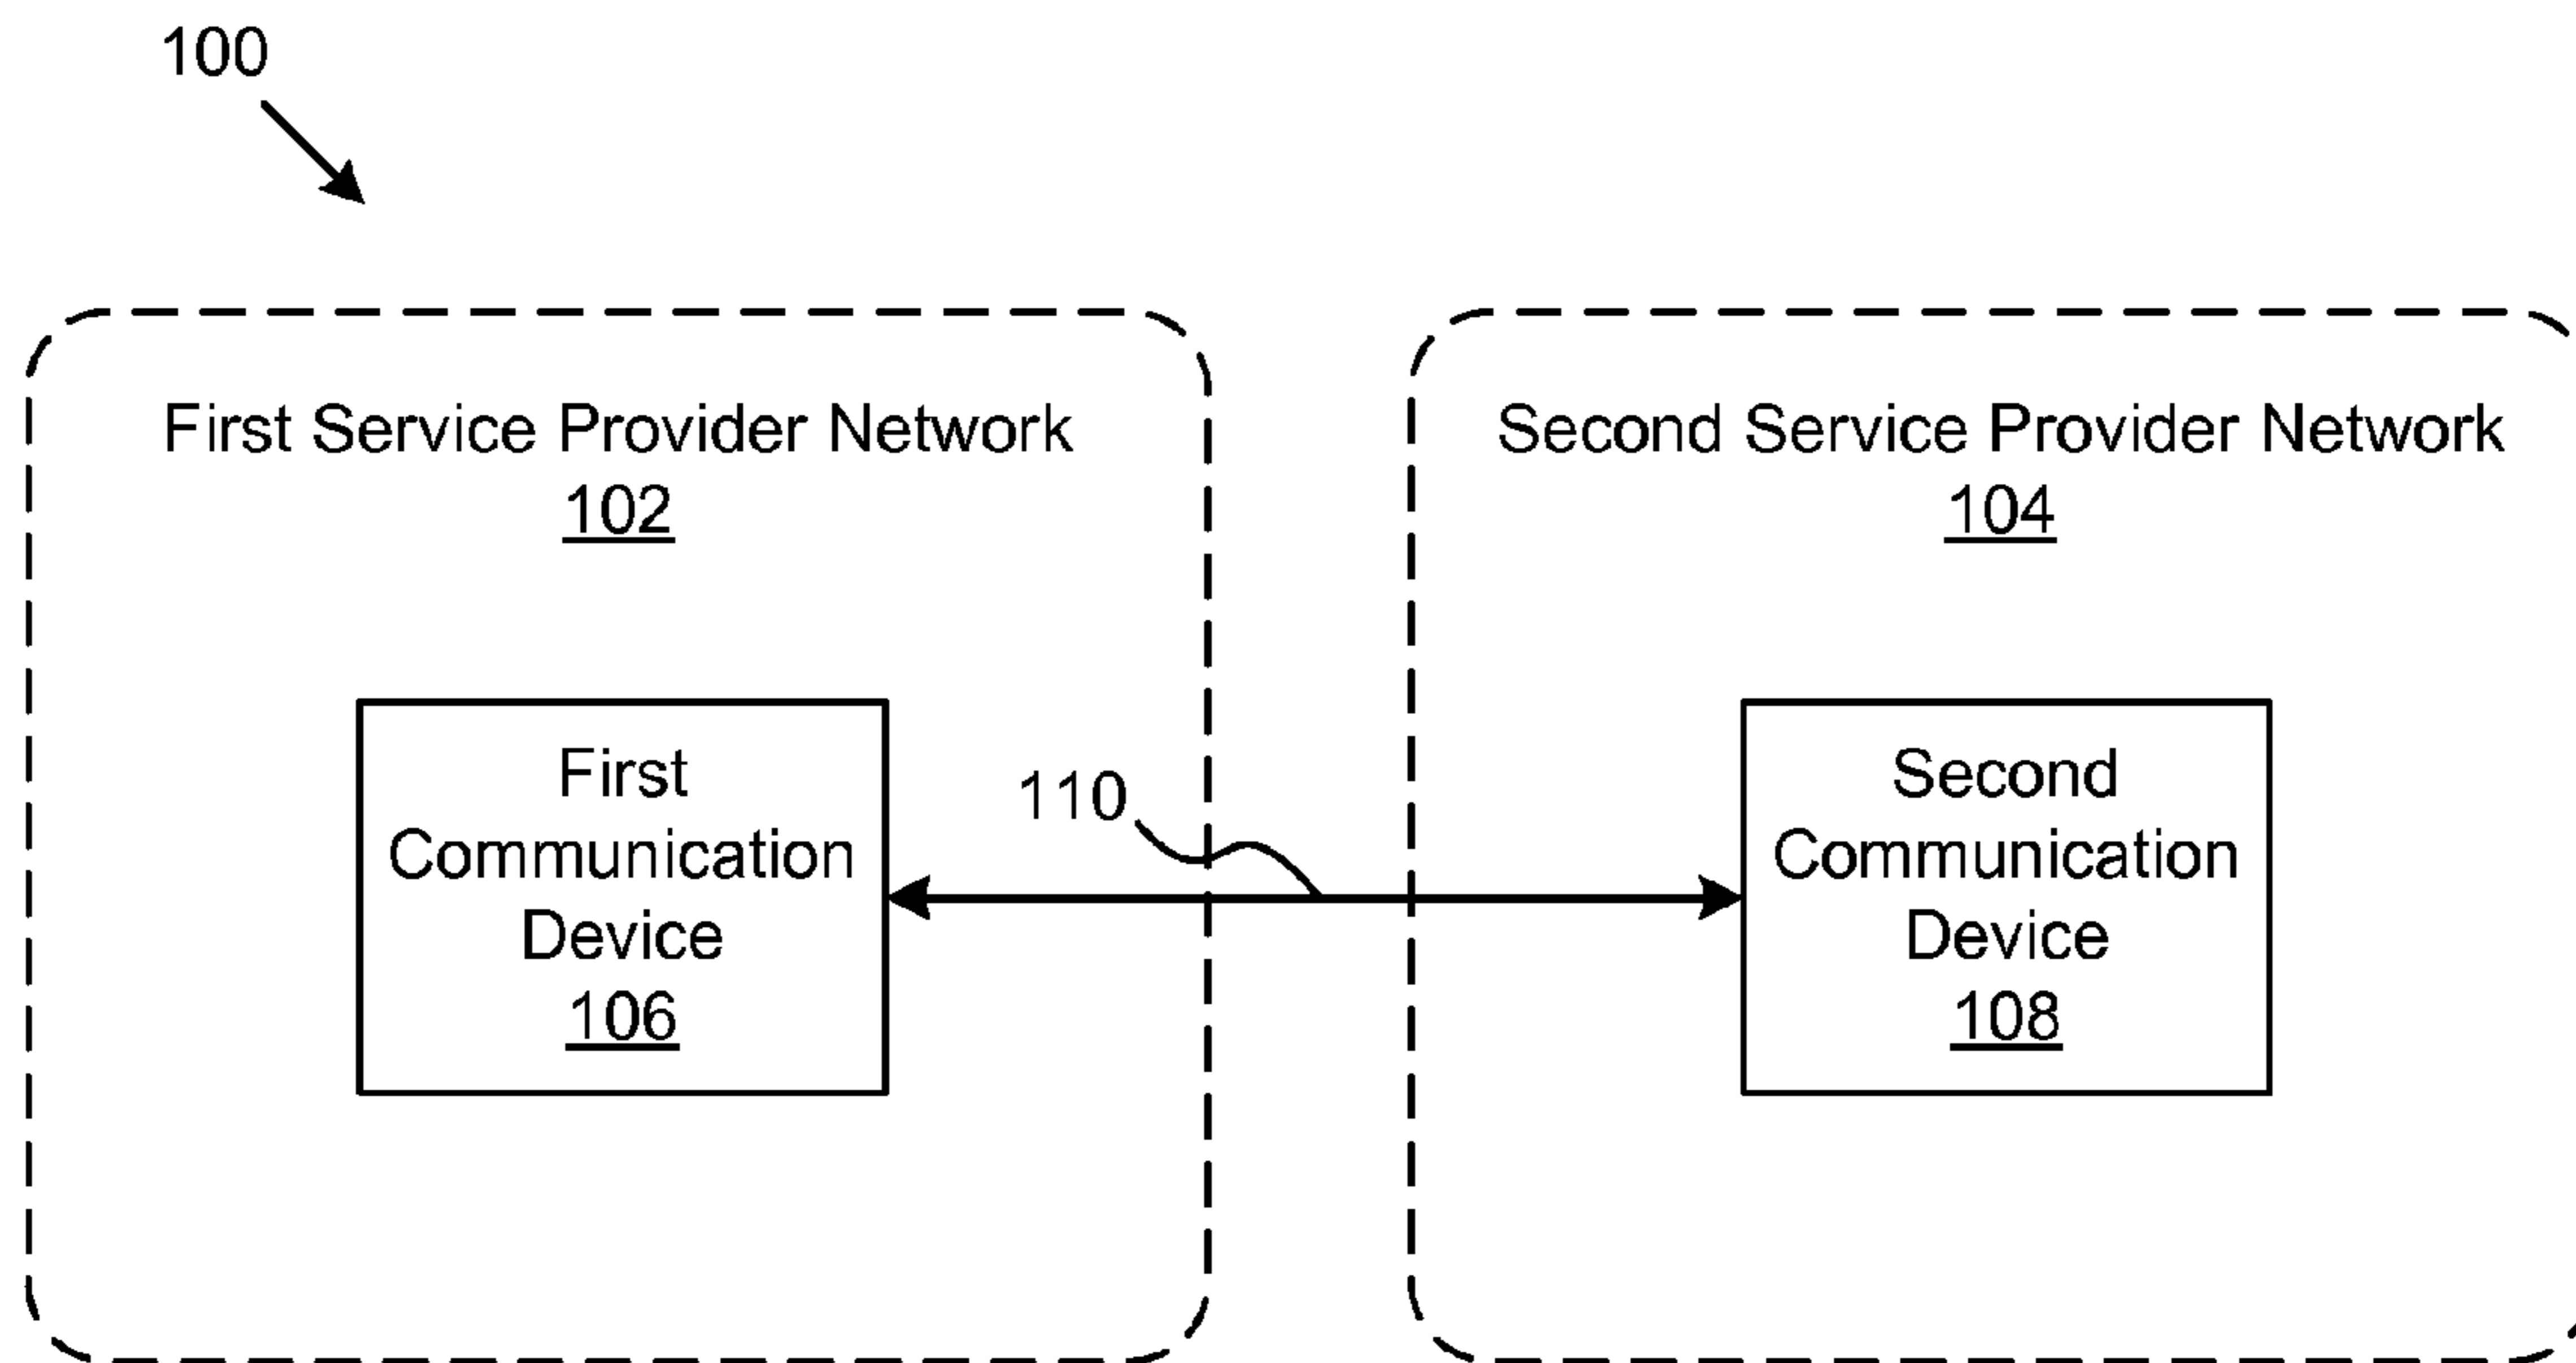 100
First Service Provider Network
102
Second Service Provider Network
104
First
Communication
Device
106
110
Second
Communication
Device
108